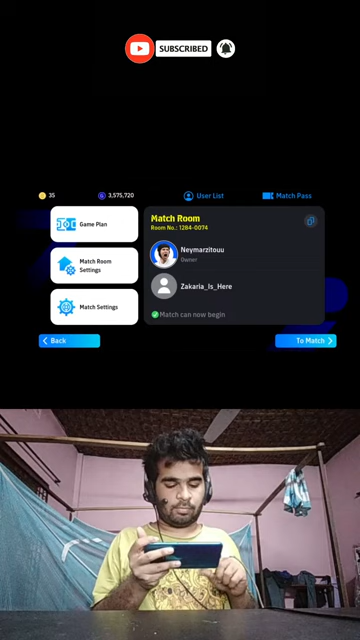 SUBSCRIBED
35
3,575,720
User List
Match Pass
Game Plan
Match Room
Settings
Match Settings
Match Room
Room No.: 1284-0074
Neymarzitouu
Owner
Zakaria_Is_Here
Match can now begin
Back
To Match